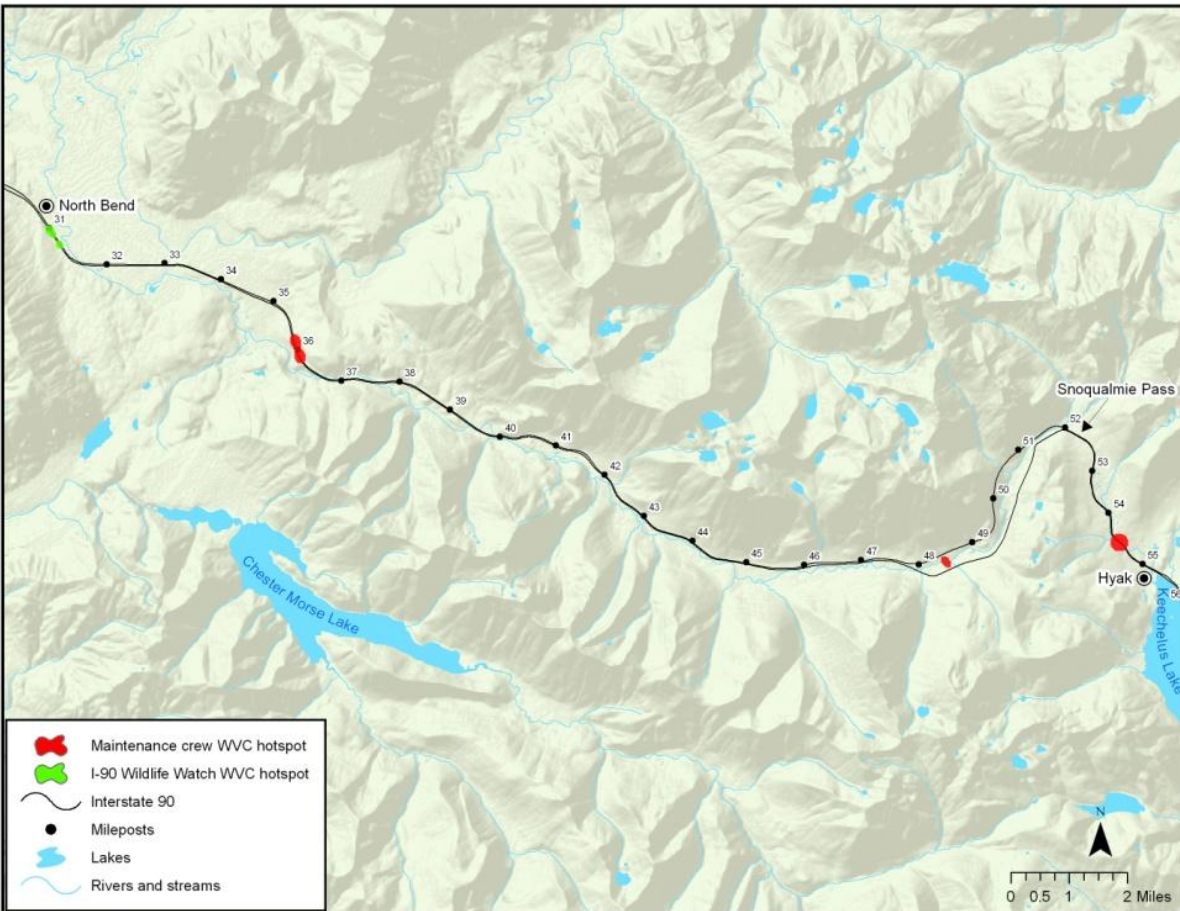 North Bend
31
32
33
34
35
36
37
38
39
40
41
42
43
44
45
46
47
48
49
50
51
52
Snoqualmie Pass
53
54
55
Hyak
56
Keechelus Lake
Chester Morse Lake
Maintenance crew WVC hotspot
I-90 Wildlife Watch WVC hotspot
Interstate 90
Mileposts
Lakes
Rivers and streams
N
0 0.5 1 2 Miles